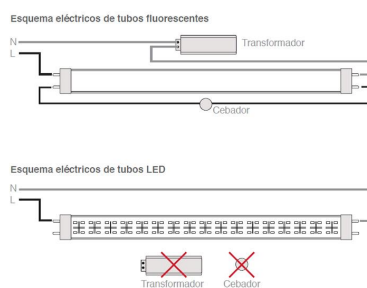 Esquema eléctricos de tubos fluorescentes
N
Transformador
L
Cebador
Esquema eléctricos de tubos LED
N
L
Transformador Cebador